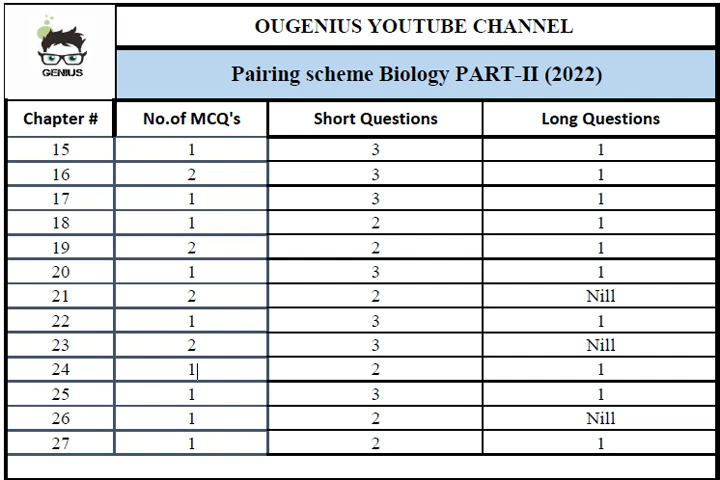 GENIUS
OUGENIUS YOUTUBE CHANNEL
Pairing scheme Biology PART-II (2022)
Chapter # No.of MCQ's Short Questions Long Questions
15 1 3 1
16 2 3 1
17 1 3 1
18 1 2 1
19 2 2 1
20 1 3 1
21 2 2 Nill
22 1 3 1
23 2 3 Nill
24 1 2 1
25 1 3 1
26 1 2 Nill
27 1 2 1